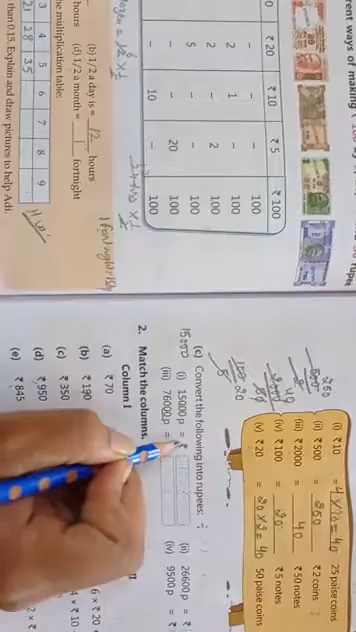 ent ways of making
rupee
₹ 20 ₹ 10 ₹ 5 ₹ 100
- - - 100
2 1 - 100
2 - 2 100
5 - - 100
- - 20 100
- 10 - 100
hours (b) 1/2 a day is = 12 hours
(d) 1/2 a month = 1 fortnight
he multiplication table:
3 4 5 6 7 8 9
21 28 35
H.W.
than 0.15. Explain and draw pictures to help Adi.
(i) ₹ 10 = 4 × 10 = 40 25 paise coins
(ii) ₹ 500 = 250 ₹ 2 coins
(iii) ₹ 2000 = 40 ₹ 50 notes
(iv) ₹ 100 = 20 ₹ 5 notes
(v) ₹ 20 = 20 × 2 = 40 50 paise coins
(c) Convert the following into rupees:
(i) 15000 p = ₹ (ii) 26600 p = ₹
(iii) 76000 p = (iv) 9500 p = ₹
2. Match the columns.
Column I
(a) ₹ 70
(b) ₹ 190 6 × ₹ 20
(c) ₹ 350 4 × ₹ 10
(d) ₹ 950
(e) ₹ 845 2 ×